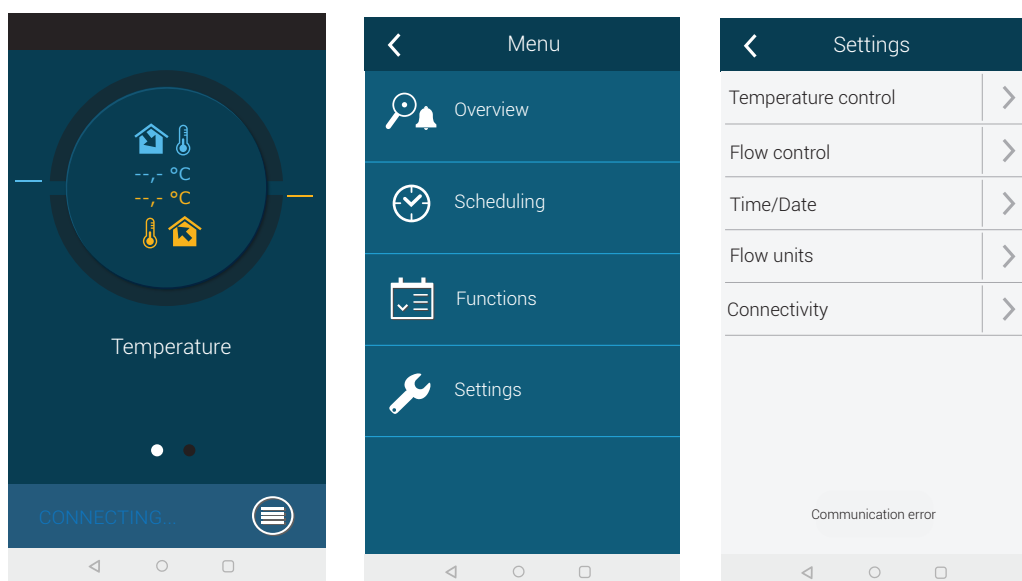 --,- °C
--,- °C
Temperature
CONNECTING...
Menu
Overview
Scheduling
Functions
Settings
Settings
Temperature control
Flow control
Time/Date
Flow units
Connectivity
Communication error